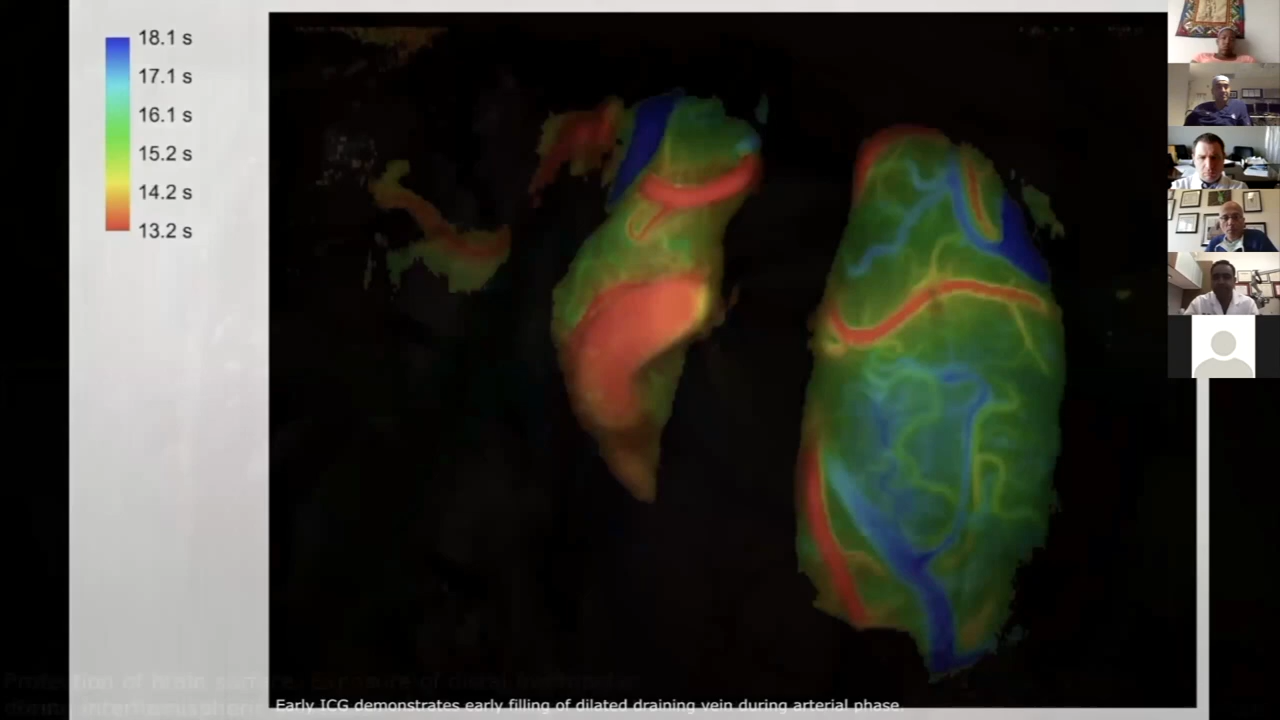 18.1 s
17.1 s
16.1 s
15.2 s
14.2 s
13.2 s
Early ICG demonstrates early filling of dilated draining vein during arterial phase.